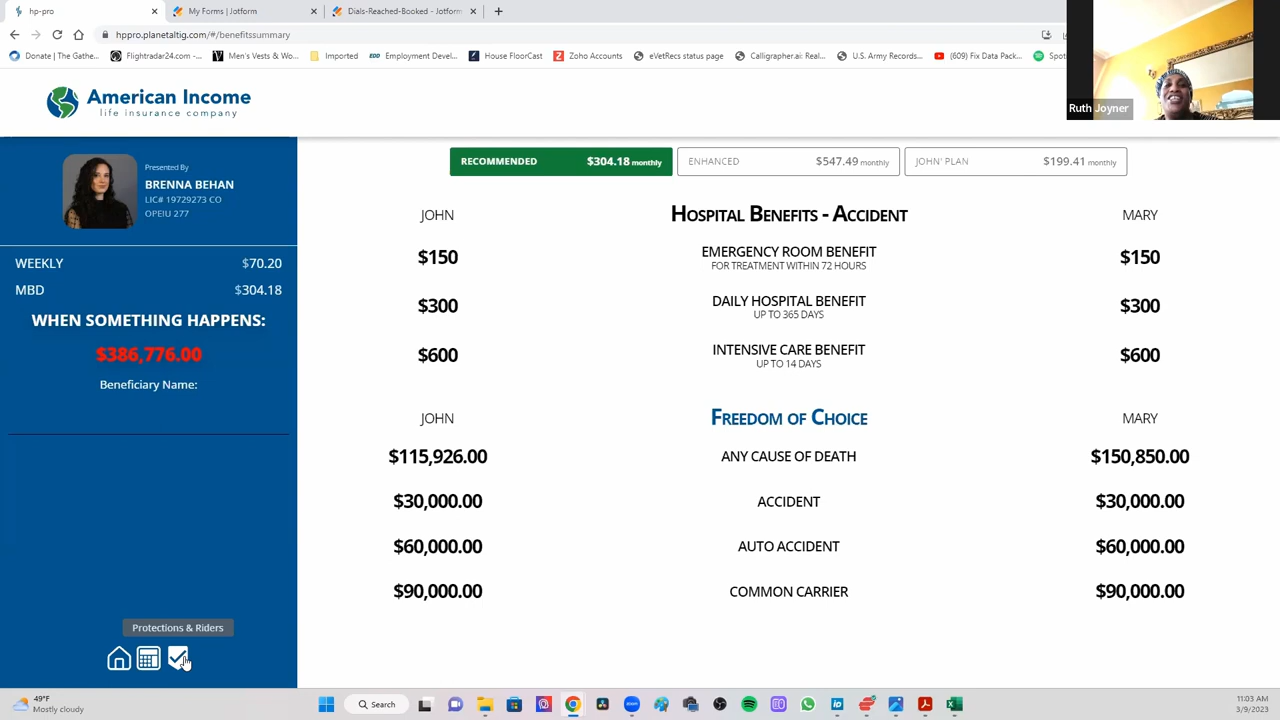 hp-pro
My Forms | Jotform
Dials-Reached-Booked - Jotform
hppro.planetaltig.com/#/benefitssummary
Donate | The Gathe...
Flightradar24.com -...
Men's Vests & Wo...
Imported
EDD
Employment Devel...
House FloorCast
Zoho Accounts
eVetRecs status page
Calligrapher.ai: Real...
U.S. Army Records...
(609) Fix Data Pack...
Spot
Ruth Joyner
American Income
life insurance company
Presented By
BRENNA BEHAN
LIC# 19729273 CO
OPEIU 277
WEEKLY $70.20
MBD $304.18
WHEN SOMETHING HAPPENS:
$386,776.00
Beneficiary Name:
Protections & Riders
RECOMMENDED $304.18 monthly
ENHANCED $547.49 monthly
JOHN' PLAN $199.41 monthly
JOHN HOSPITAL BENEFITS - ACCIDENT MARY
$150 EMERGENCY ROOM BENEFIT $150
FOR TREATMENT WITHIN 72 HOURS
$300 DAILY HOSPITAL BENEFIT $300
UP TO 365 DAYS
$600 INTENSIVE CARE BENEFIT $600
UP TO 14 DAYS
JOHN FREEDOM OF CHOICE MARY
$115,926.00 ANY CAUSE OF DEATH $150,850.00
$30,000.00 ACCIDENT $30,000.00
$60,000.00 AUTO ACCIDENT $60,000.00
$90,000.00 COMMON CARRIER $90,000.00
49°F
Mostly cloudy
Search
zoom
11:03 AM
3/9/2023